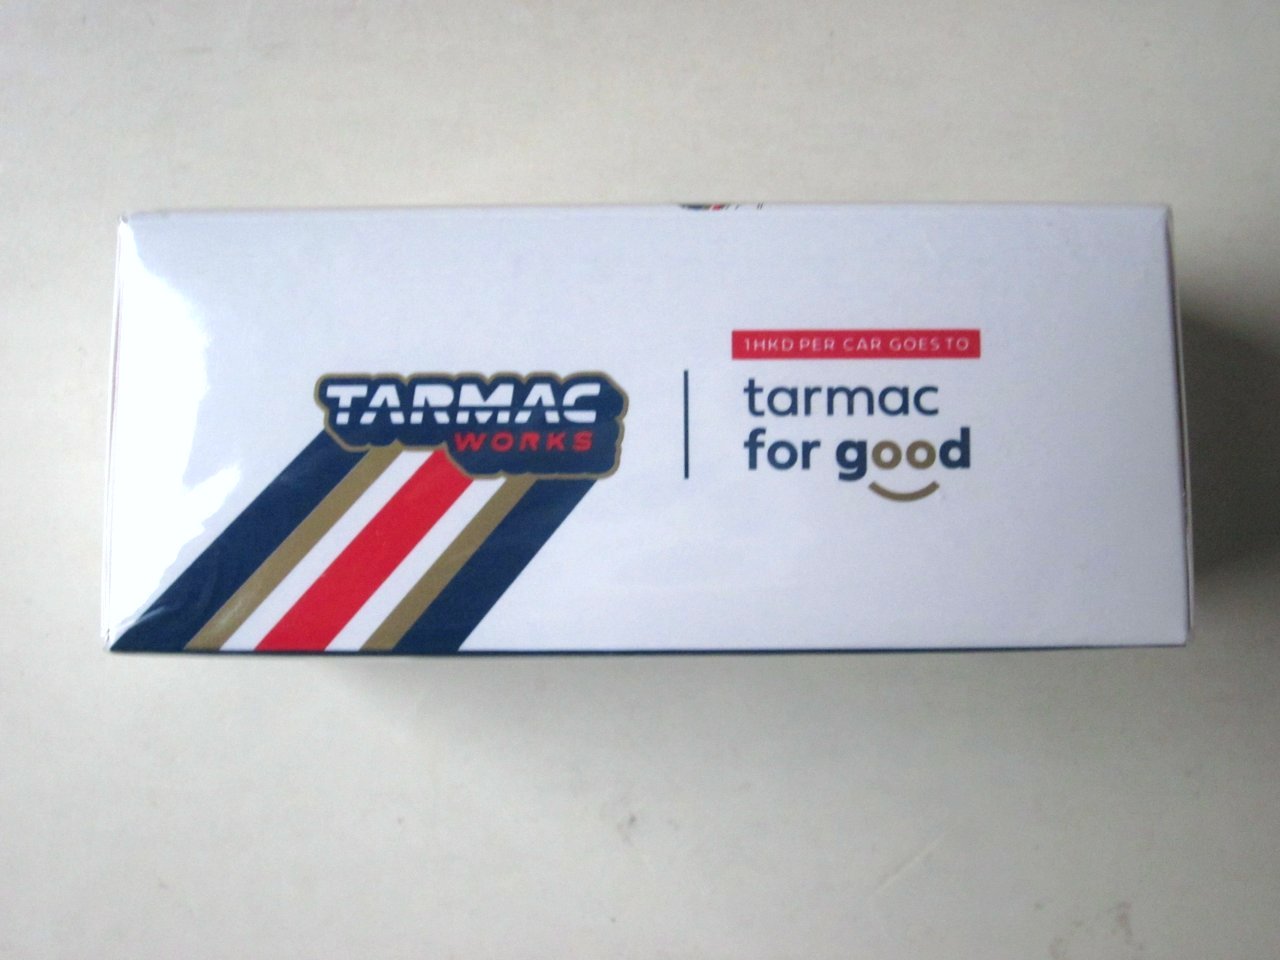 TARMAC
WORKS
1HKD PER CAR GOES TO
tarmac
for good